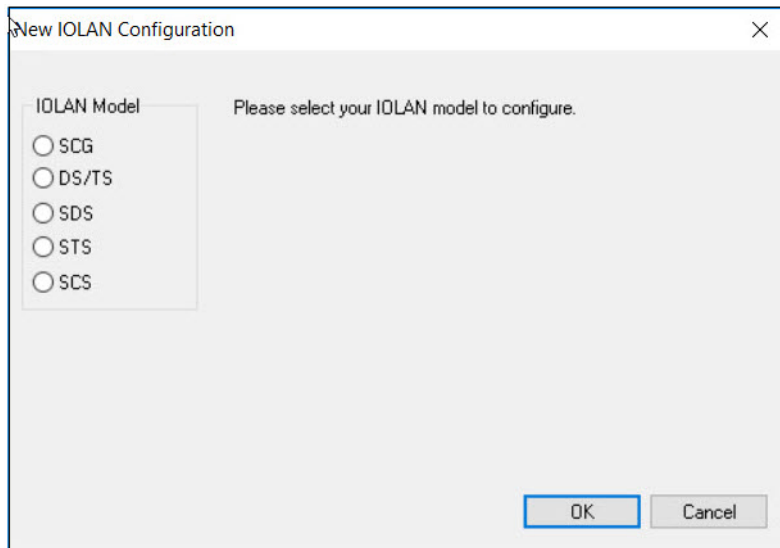 New IOLAN Configuration
IOLAN Model
Please select your IOLAN model to configure.
SCG
DS/TS
SDS
STS
SCS
OK
Cancel